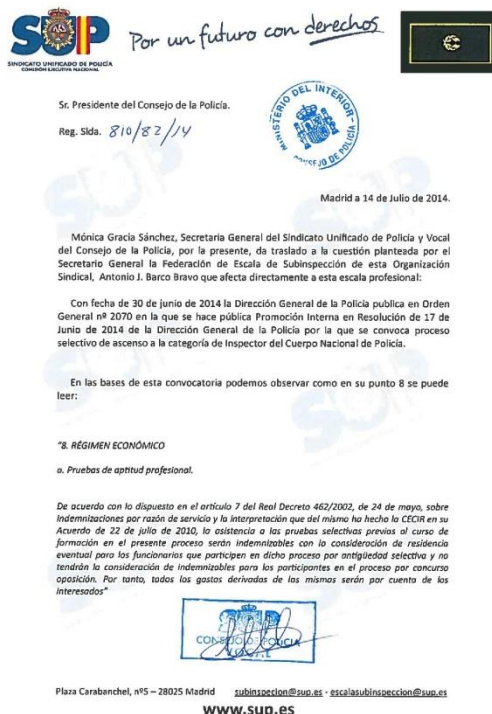 SUP
SINDICATO UNIFICADO DE POLICÍA
COMISIÓN EJECUTIVA NACIONAL
Por un futuro con derechos
Sr. Presidente del Consejo de la Policía.
Reg. Slda. 810/82/14
MINISTERIO DEL INTERIOR
CONSEJO DE POLICÍA
Madrid a 14 de Julio de 2014.
Mónica Gracia Sánchez, Secretaria General del Sindicato Unificado de Policía y Vocal
del Consejo de la Policía, por la presente, da traslado a la cuestión planteada por el
Secretario General la Federación de Escala de Subinspección de esta Organización
Sindical, Antonio J. Barco Bravo que afecta directamente a esta escala profesional:
Con fecha de 30 de junio de 2014 la Dirección General de la Policía publica en Orden
General nº 2070 en la que se hace pública Promoción Interna en Resolución de 17 de
Junio de 2014 de la Dirección General de la Policía por la que se convoca proceso
selectivo de ascenso a la categoría de Inspector del Cuerpo Nacional de Policía.
En las bases de esta convocatoria podemos observar como en su punto 8 se puede
leer:
"8. RÉGIMEN ECONÓMICO
a. Pruebas de aptitud profesional.
De acuerdo con lo dispuesto en el artículo 7 del Real Decreto 462/2002, de 24 de mayo, sobre
indemnizaciones por razón de servicio y la interpretación que del mismo ha hecho la CECIR en su
Acuerdo de 22 de julio de 2010, la asistencia a las pruebas selectivas previas al curso de
formación en el presente proceso serán indemnizables con la consideración de residencia
eventual para los funcionarios que participen en dicho proceso por antigüedad selectiva y no
tendrán la consideración de indemnizables para los participantes en el proceso por concurso
oposición. Por tanto, todos los gastos derivadas de las mismas serán por cuenta de los
interesados"
CONSEJO DE POLICIA
VOCAL
Plaza Carabanchel, nº5 – 28025 Madrid subinspecion@sup.es - escalasubinspeccion@sup.es
www.sup.es